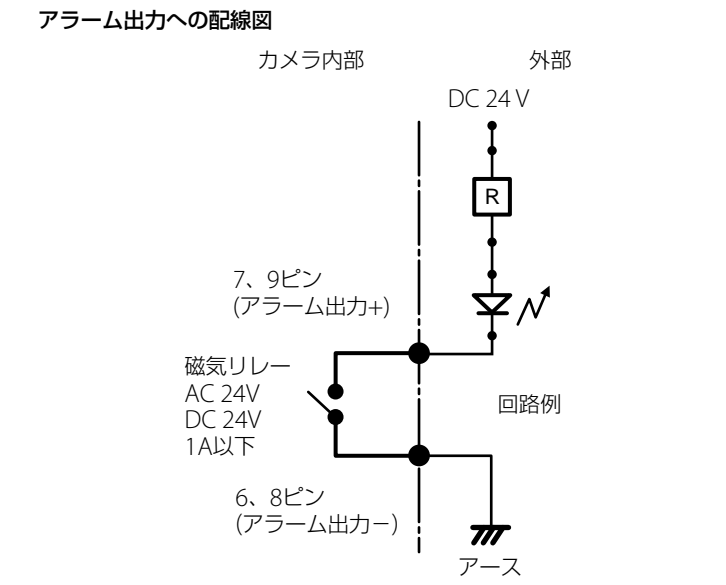 アラーム出力への配線図
カメラ内部
外部
DC 24 V
R
7、9ピン
(アラーム出力+)
磁気リレー
AC 24V
DC 24V
1A以下
回路例
6、8ピン
(アラーム出力−)
アース